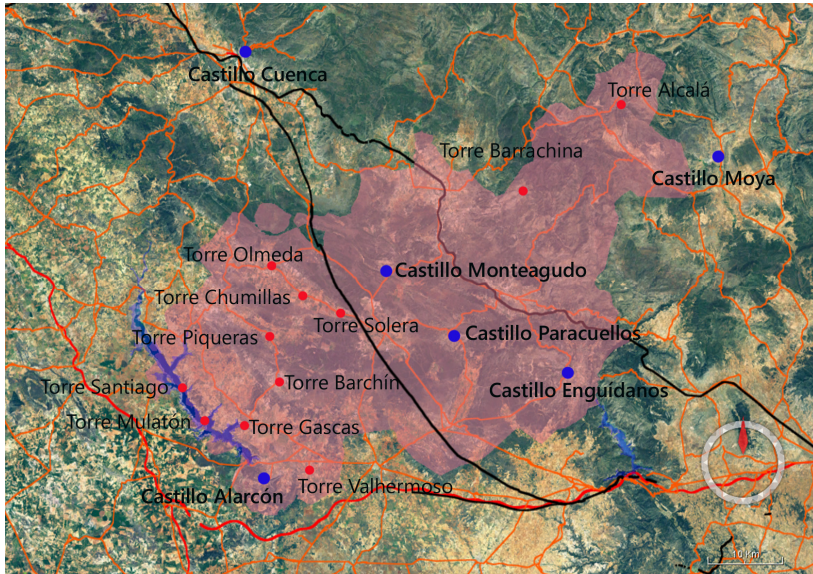 Castillo Cuenca
Torre Alcalá
Torre Barrachina
Castillo Moya
Torre Olmeda
Castillo Monteagudo
Torre Chumillas
Torre Solera
Torre Piqueras
Castillo Paracuellos
Torre Santiago
Torre Barchín
Castillo Enguídanos
Torre Mulatón
Torre Gascas
Castillo Alarcón
Torre Valhermoso
10 Km